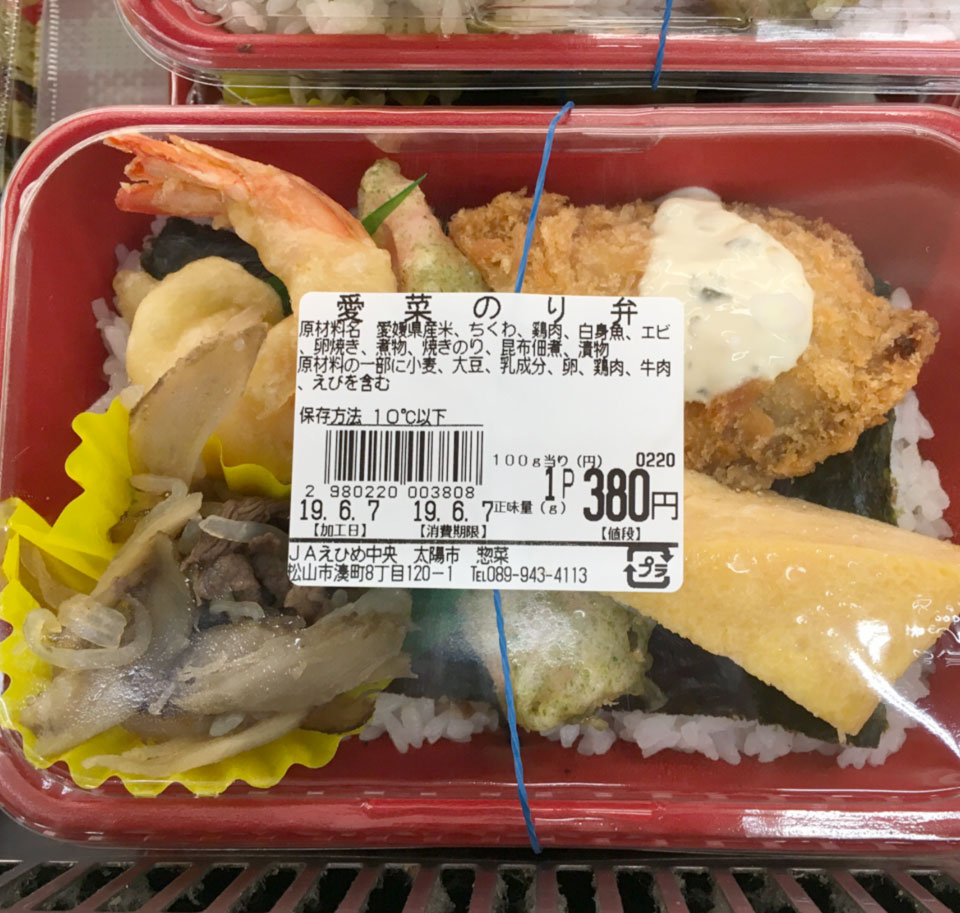 愛菜のり弁
原材料名 愛媛県産米、ちくわ、鶏肉、白身魚、エビ
、卵焼き、煮物、焼きのり、昆布佃煮、漬物
原材料の一部に小麦、大豆、乳成分、卵、鶏肉、牛肉
、えびを含む
保存方法 10℃以下
100g当り(円) 0220
2 980220 003808
1P 380円
19.6.7 19.6.7 正味量(g)
【加工日】 【消費期限】 【値段】
JAえひめ中央 太陽市 惣菜
松山市湊町8丁目120-1 TEL089-943-4113
プラ